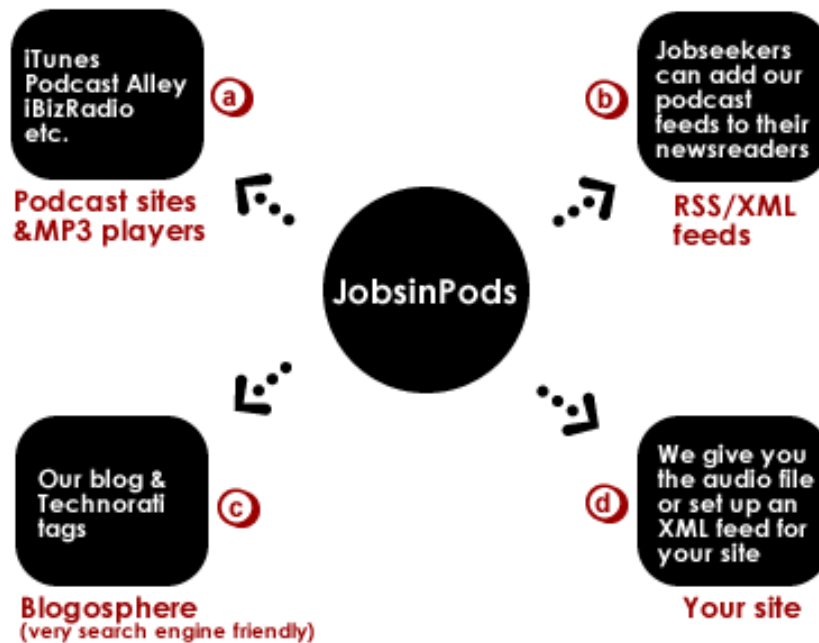 iTunes
Podcast Alley
iBizRadio
etc.
a
Podcast sites
&MP3 players
b
Jobseekers
can add our
podcast
feeds to their
newsreaders
RSS/XML
feeds
JobsinPods
Our blog &
Technorati
tags
c
Blogosphere
(very search engine friendly)
d
We give you
the audio file
or set up an
XML feed for
your site
Your site